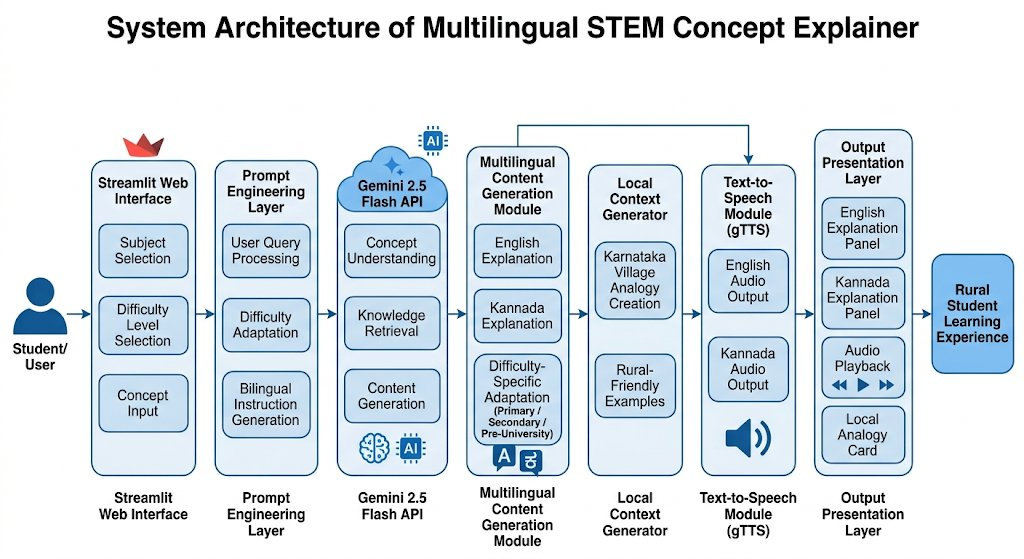 System Architecture of Multilingual STEM Concept Explainer
Student/
User
Streamlit Web
Interface
Subject
Selection
Difficulty
Level
Selection
Concept
Input
Streamlit
Web Interface
Prompt
Engineering
Layer
User Query
Processing
Difficulty
Adaptation
Bilingual
Instruction
Generation
Prompt
Engineering
Layer
AI
Gemini 2.5
Flash API
Concept
Understanding
Knowledge
Retrieval
Content
Generation
AI
Gemini 2.5
Flash API
Multilingual
Content
Generation
Module
English
Explanation
Kannada
Explanation
Difficulty-
Specific
Adaptation
(Primary /
Secondary /
Pre-University)
A
Multilingual
Content
Generation
Module
Local
Context
Generator
Karnataka
Village
Analogy
Creation
Rural-
Friendly
Examples
Local
Context
Generator
Text-to-
Speech
Module
(gTTS)
English
Audio
Output
Kannada
Audio
Output
Text-to-Speech
Module
(gTTS)
Output
Presentation
Layer
English
Explanation
Panel
Kannada
Explanation
Panel
Audio
Playback
Local
Analogy
Card
Output
Presentation
Layer
Rural
Student
Learning
Experience